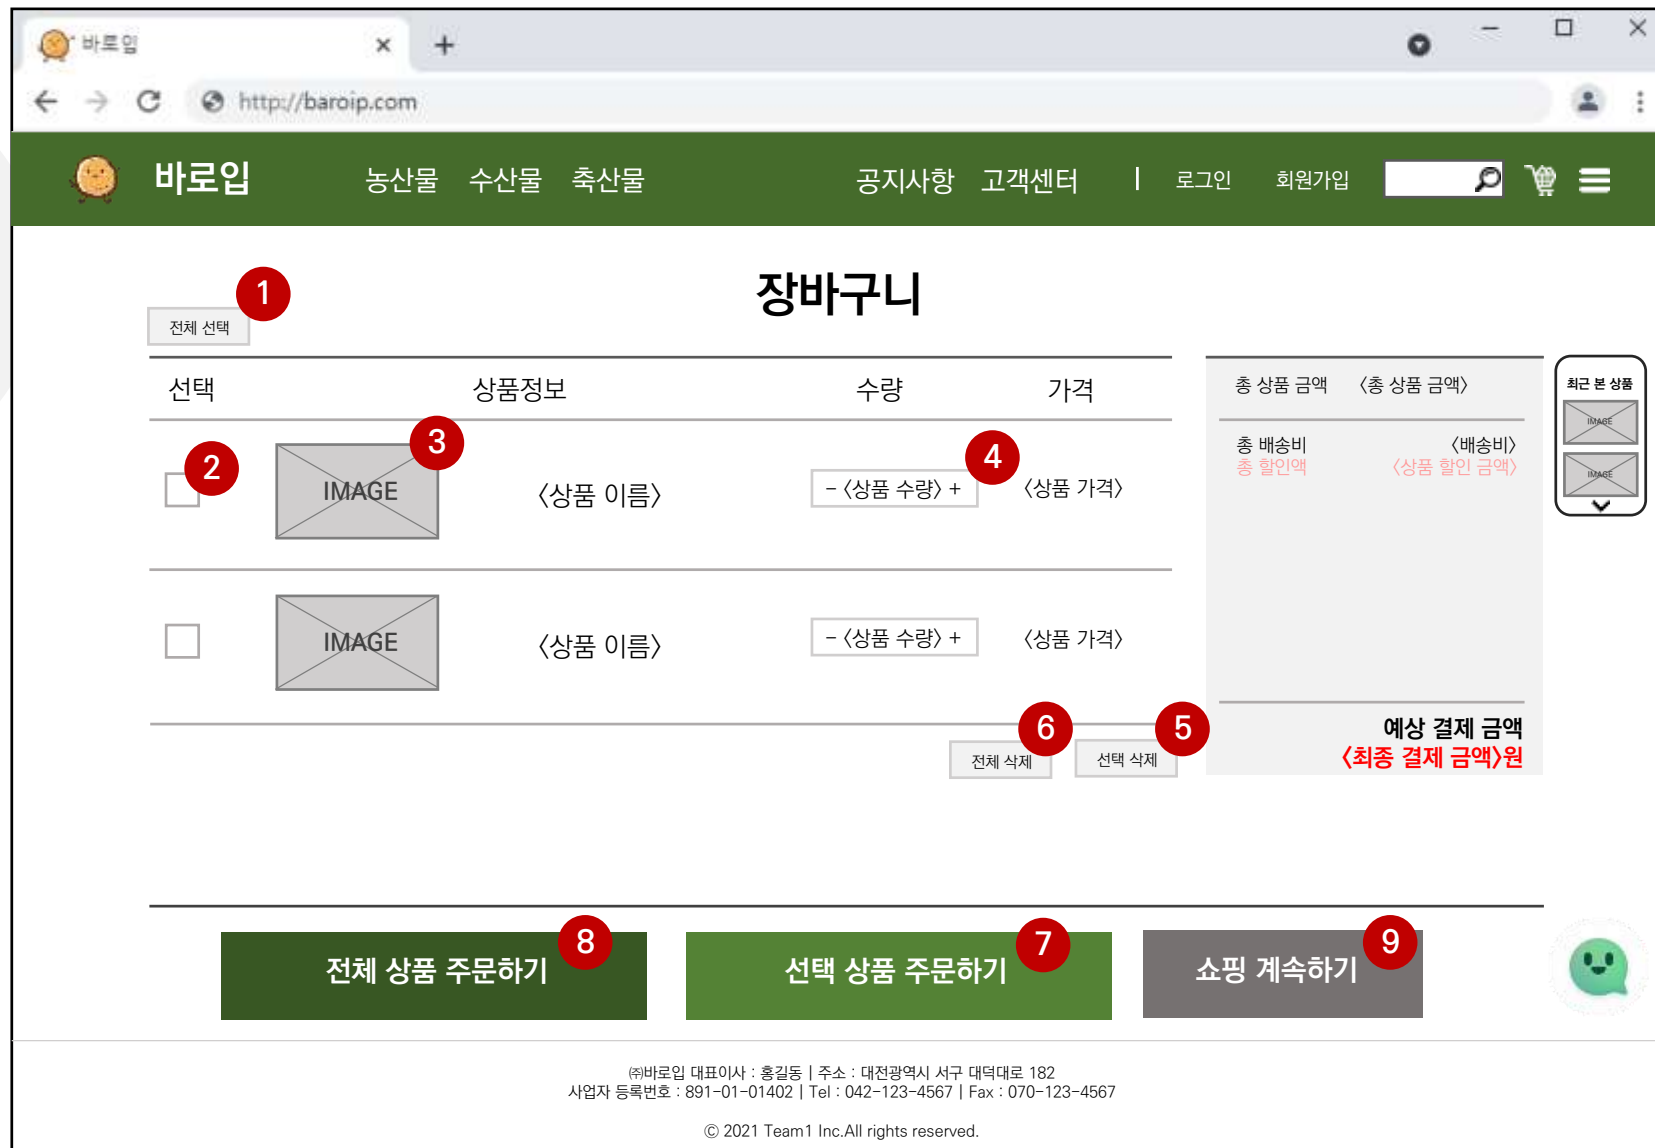 바로입
http://baroip.com
바로입 농산물 수산물 축산물 공지사항 고객센터 | 로그인 회원가입
장바구니
1
전체 선택
선택 상품정보 수량 가격
총 상품 금액 〈총 상품 금액〉
최근 본 상품
IMAGE
IMAGE
총 배송비 〈배송비〉
총 할인액 〈상품 할인 금액〉
2 3 4
IMAGE 〈상품 이름〉 - 〈상품 수량〉 + 〈상품 가격〉
IMAGE 〈상품 이름〉 - 〈상품 수량〉 + 〈상품 가격〉
6 5
전체 삭제 선택 삭제
예상 결제 금액
〈최종 결제 금액〉원
8 7 9
전체 상품 주문하기 선택 상품 주문하기 쇼핑 계속하기
㈜바로입 대표이사 : 홍길동 | 주소 : 대전광역시 서구 대덕대로 182
사업자 등록번호 : 891-01-01402 | Tel : 042-123-4567 | Fax : 070-123-4567
© 2021 Team1 Inc.All rights reserved.